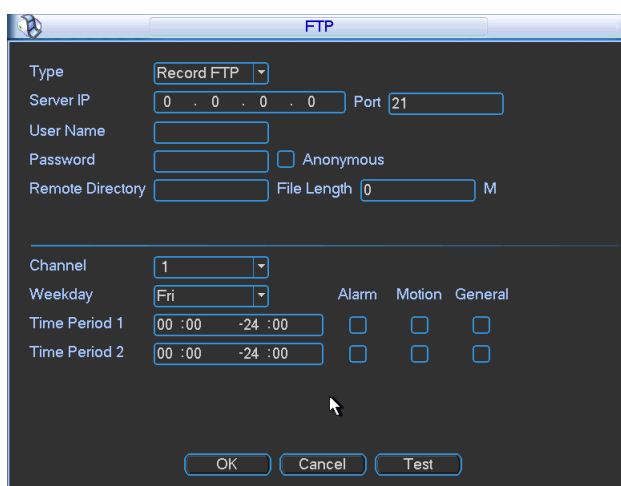 FTP
Type Record FTP
Server IP 0 . 0 . 0 . 0 Port 21
User Name
Password Anonymous
Remote Directory File Length 0 M
Channel 1
Weekday Fri Alarm Motion General
Time Period 1 00 :00 -24 :00
Time Period 2 00 :00 -24 :00
OK Cancel Test